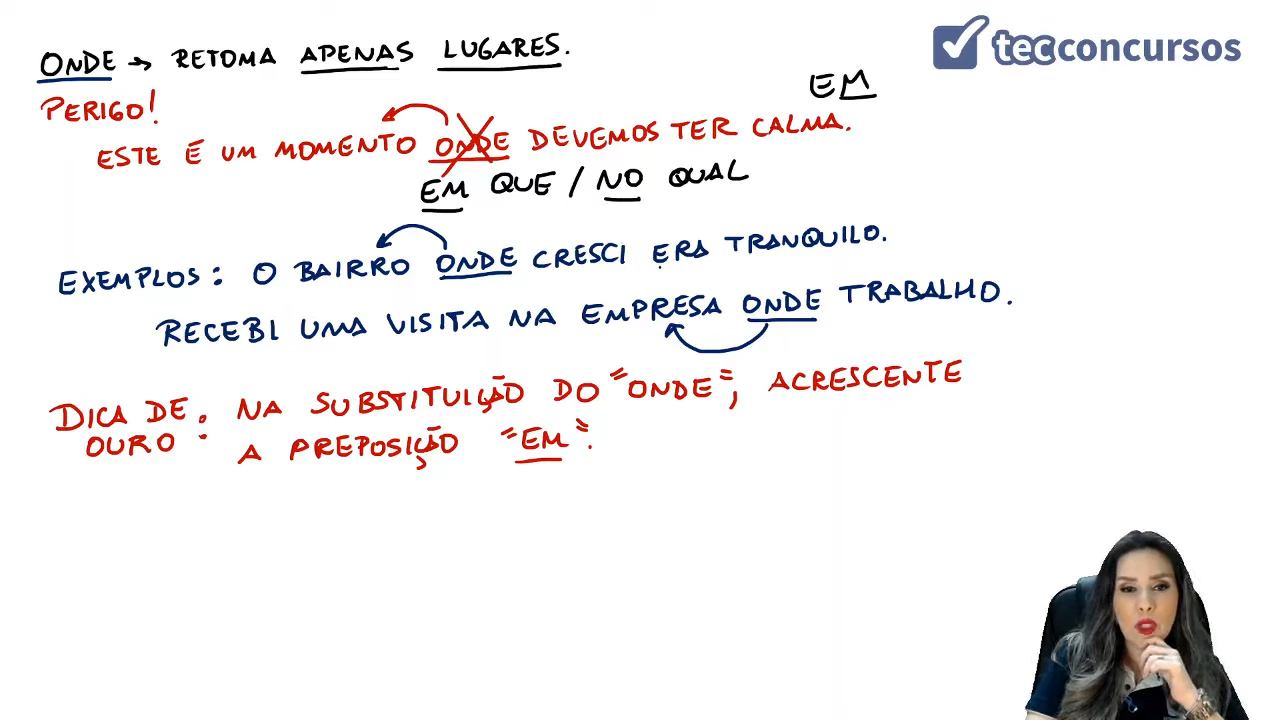 tecconcursos
ONDE → RETOMA APENAS LUGARES.
EM
PERIGO!
ESTE É UM MOMENTO ONDE DEVEMOS TER CALMA.
EM QUE / NO QUAL
EXEMPLOS: O BAIRRO ONDE CRESCI ERA TRANQUILO.
RECEBI UMA VISITA NA EMPRESA ONDE TRABALHO.
DICA DE OURO: NA SUBSTITUIÇÃO DO "ONDE", ACRESCENTE
A PREPOSIÇÃO "EM".